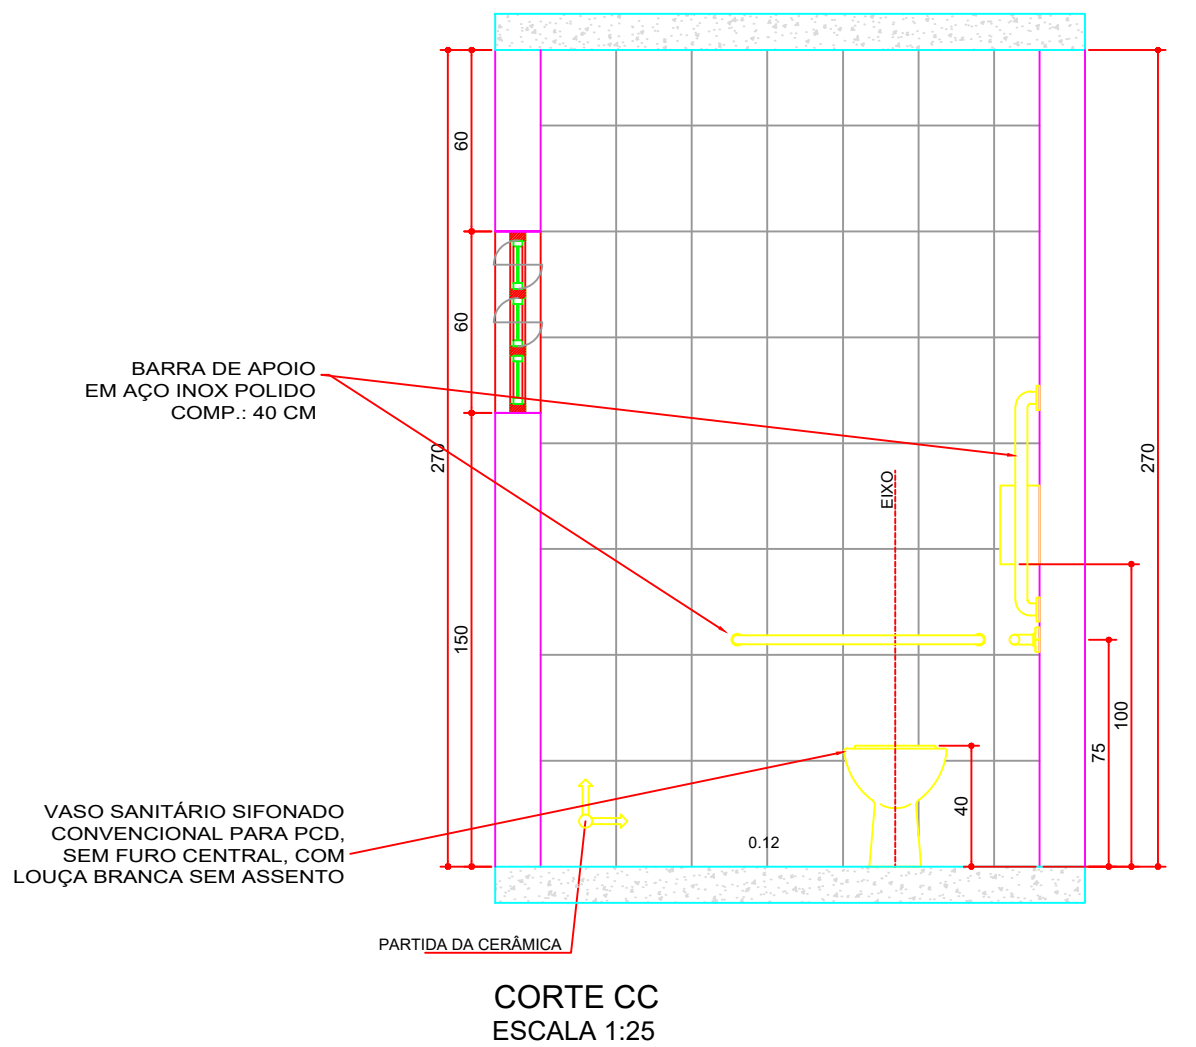 60
60
BARRA DE APOIO
EM AÇO INOX POLIDO
COMP.: 40 CM
270
270
EIXO
150
100
75
40
VASO SANITÁRIO SIFONADO
CONVENCIONAL PARA PCD,
SEM FURO CENTRAL, COM
LOUÇA BRANCA SEM ASSENTO
0.12
PARTIDA DA CERÂMICA
CORTE CC
ESCALA 1:25